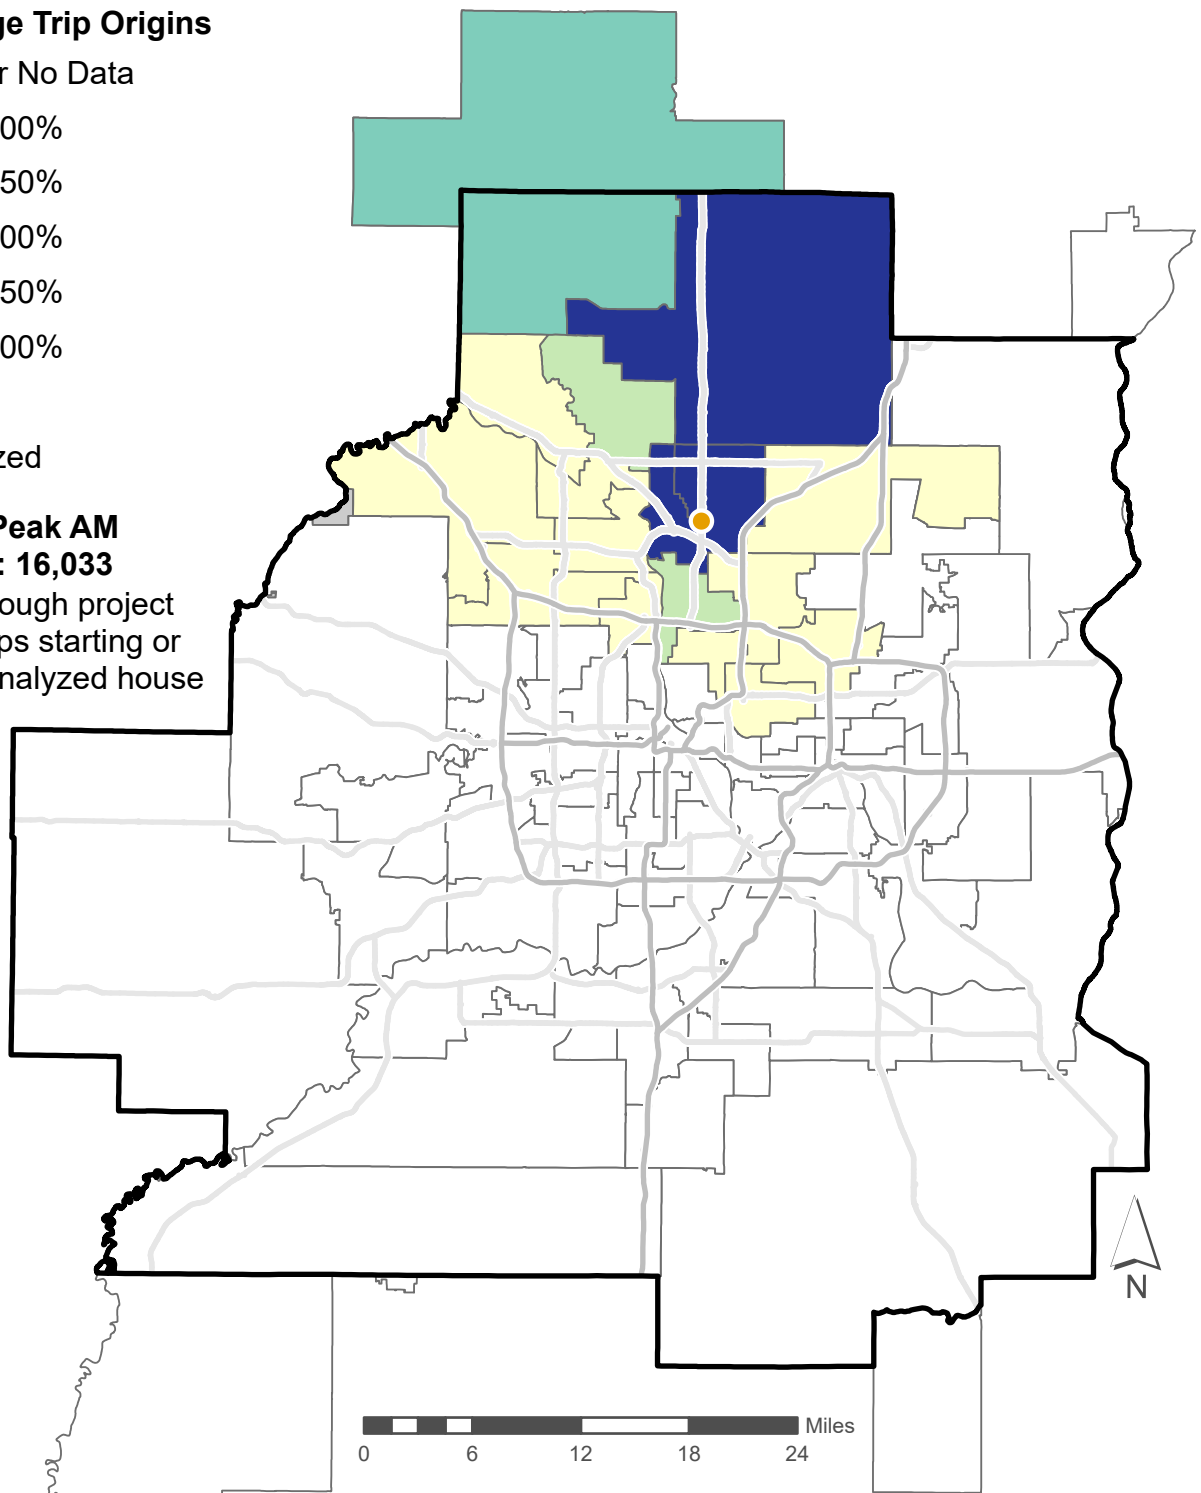 ge Trip Origins
r No Data
00%
50%
00%
50%
00%
zed
Peak AM
: 16,033
ough project
ps starting or
nalyzed house
N
Miles
0 6 12 18 24